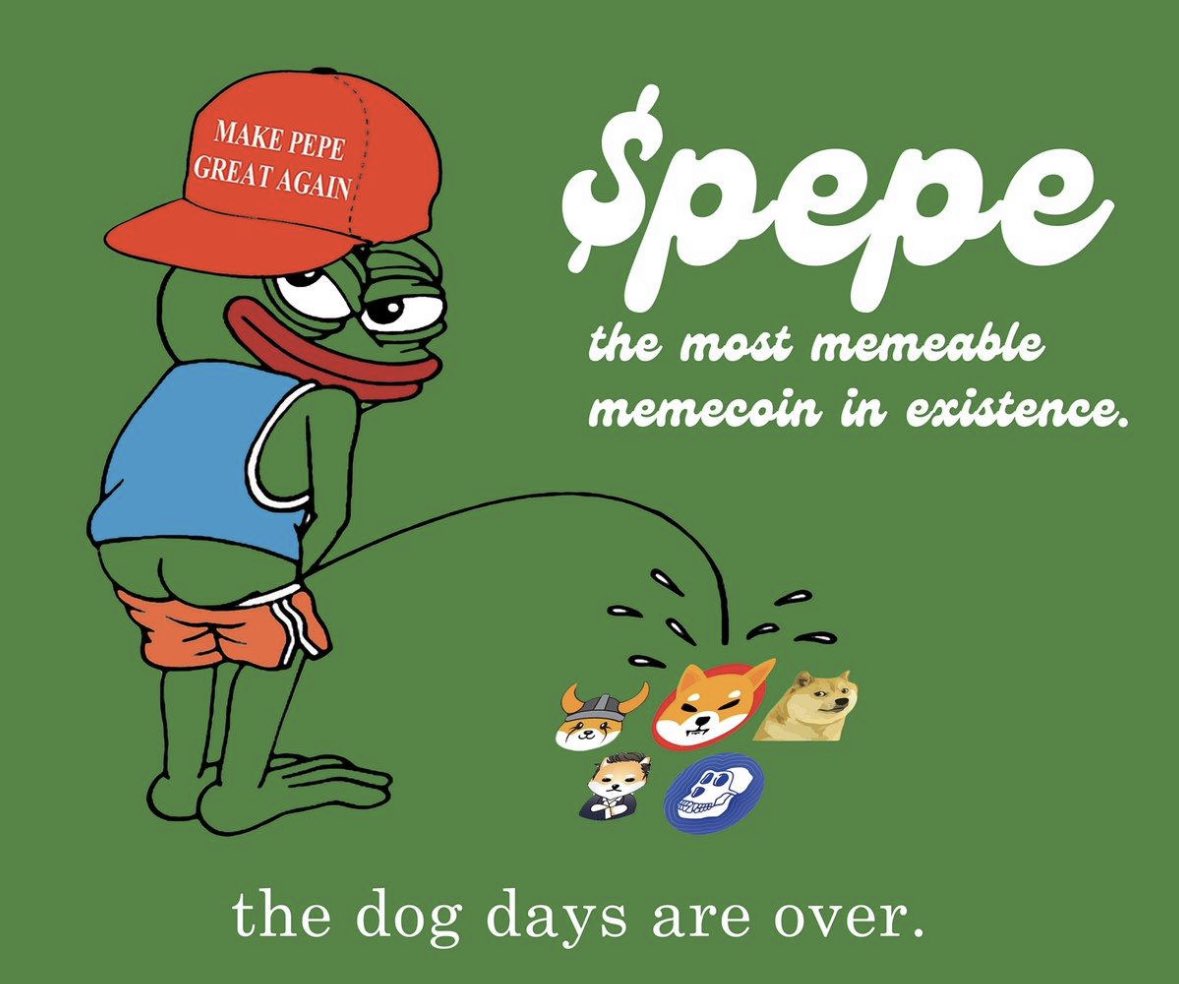 MAKE PEPE
GREAT AGAIN
$pepe
the most memeable
memecoin in existence.
the dog days are over.